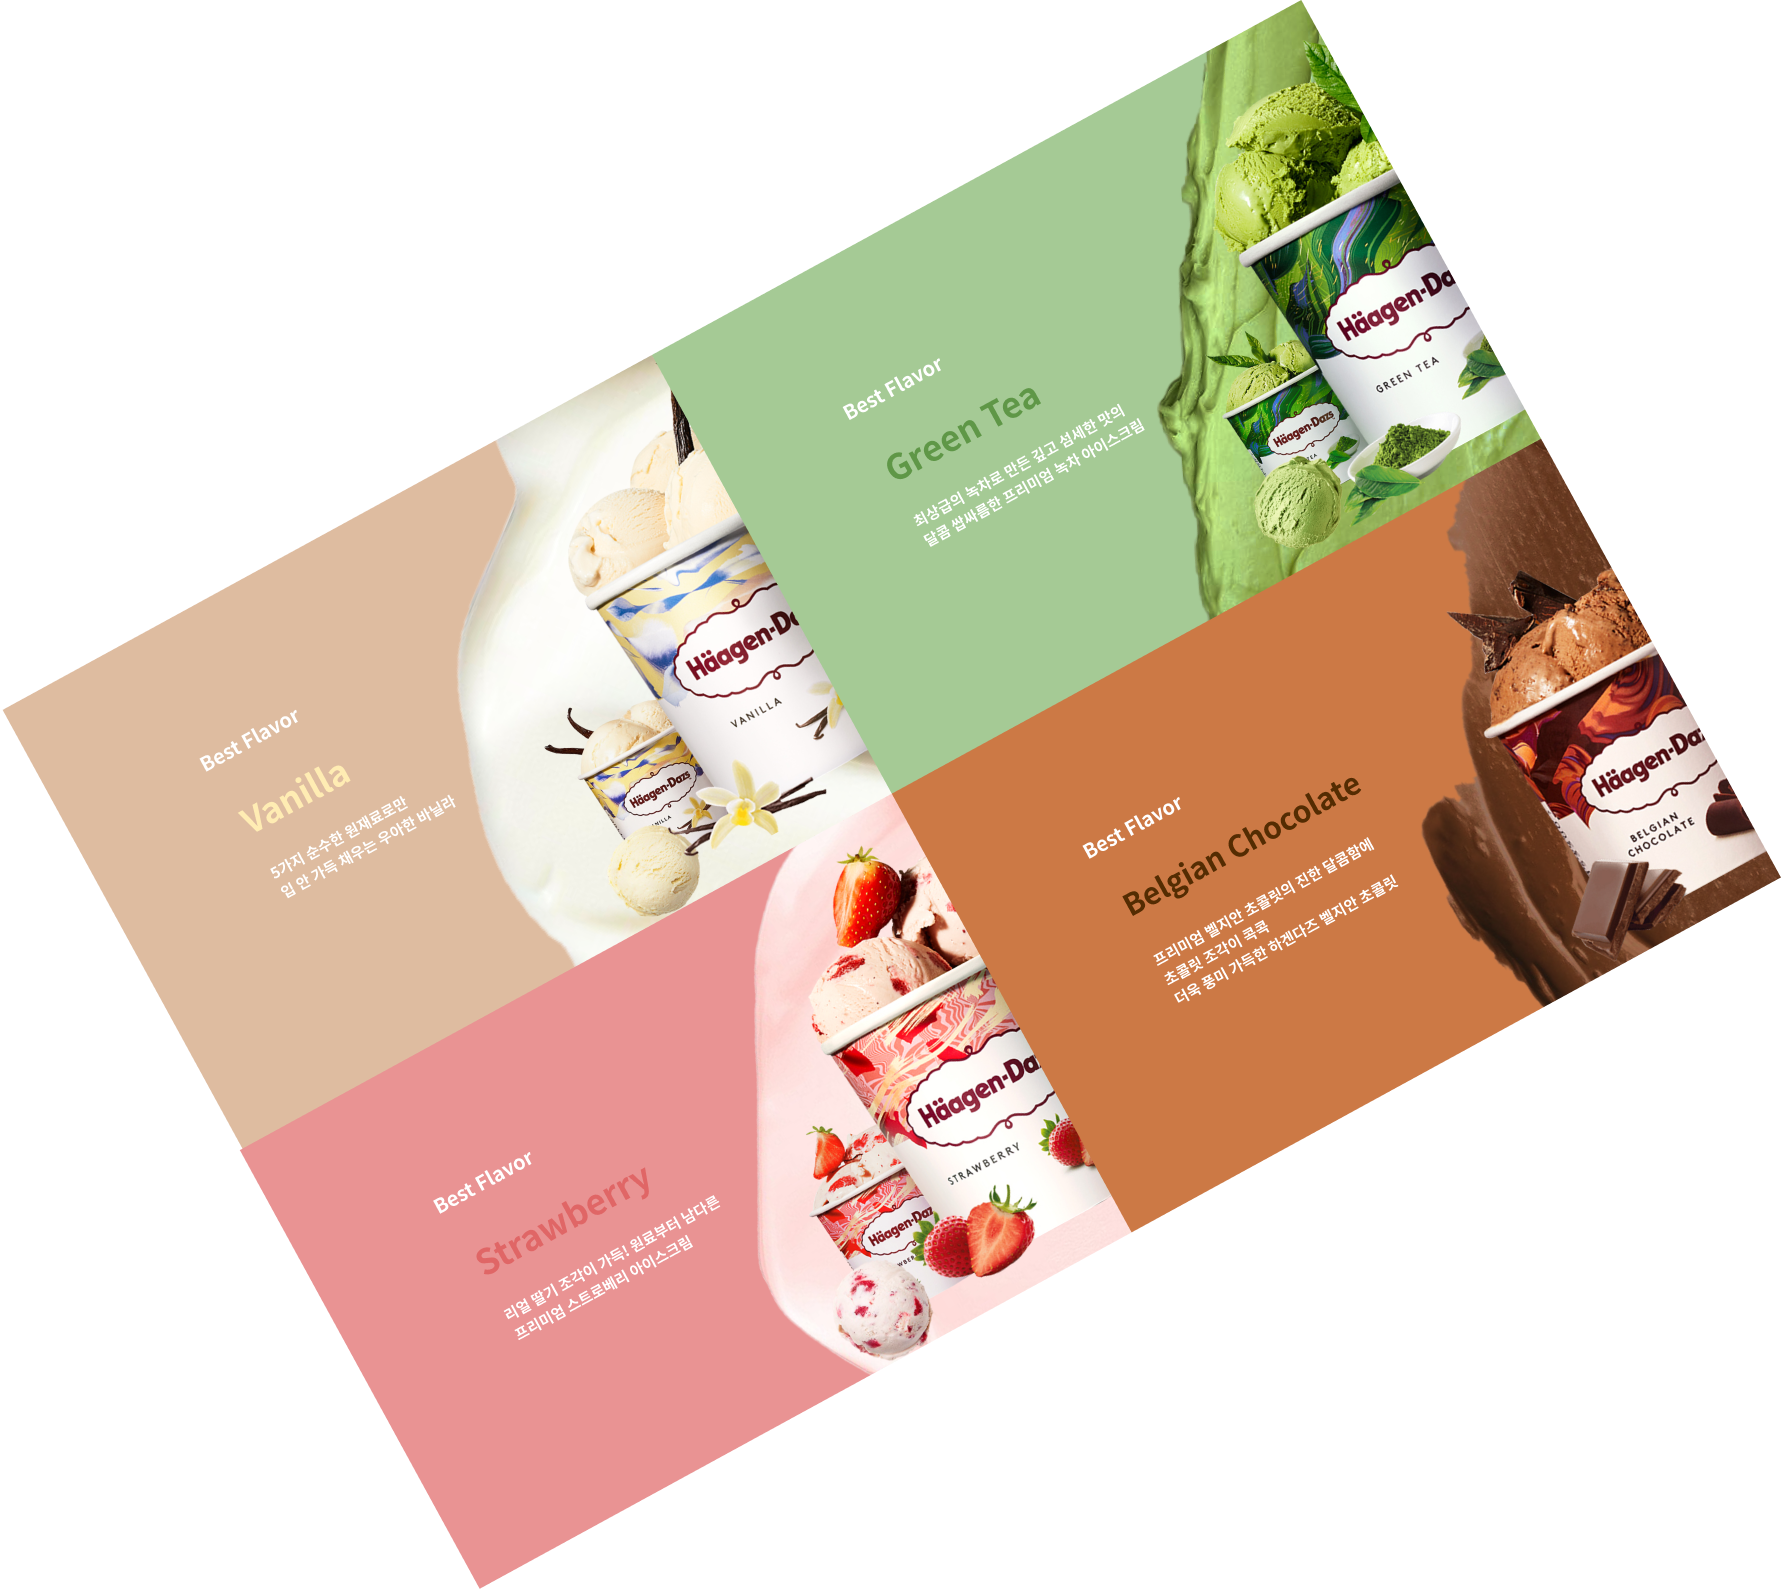 Best Flavor
Vanilla
5가지 순수한 원재료로만
입 안 가득 채우는 우아한 바닐라
Häagen-Da
VANILLA
Häagen-Dazs
NILLA
Best Flavor
Green Tea
최상급의 녹차로 만든 깊고 섬세한 맛의
달콤 쌉싸름한 프리미엄 녹차 아이스크림
Häagen-Da
GREEN TEA
Häagen-Dazs
TEA
Best Flavor
Strawberry
리얼 딸기 조각이 가득! 원료부터 남다른
프리미엄 스트로베리 아이스크림
Häagen-Da
STRAWBERRY
Häagen-Daz
WBER
Best Flavor
Belgian Chocolate
프리미엄 벨지안 초콜릿의 진한 달콤함에
초콜릿 조각이 콕콕
더욱 풍미 가득한 하겐다즈 벨지안 초콜릿
Häagen-Daz
BELGIAN
CHOCOLATE